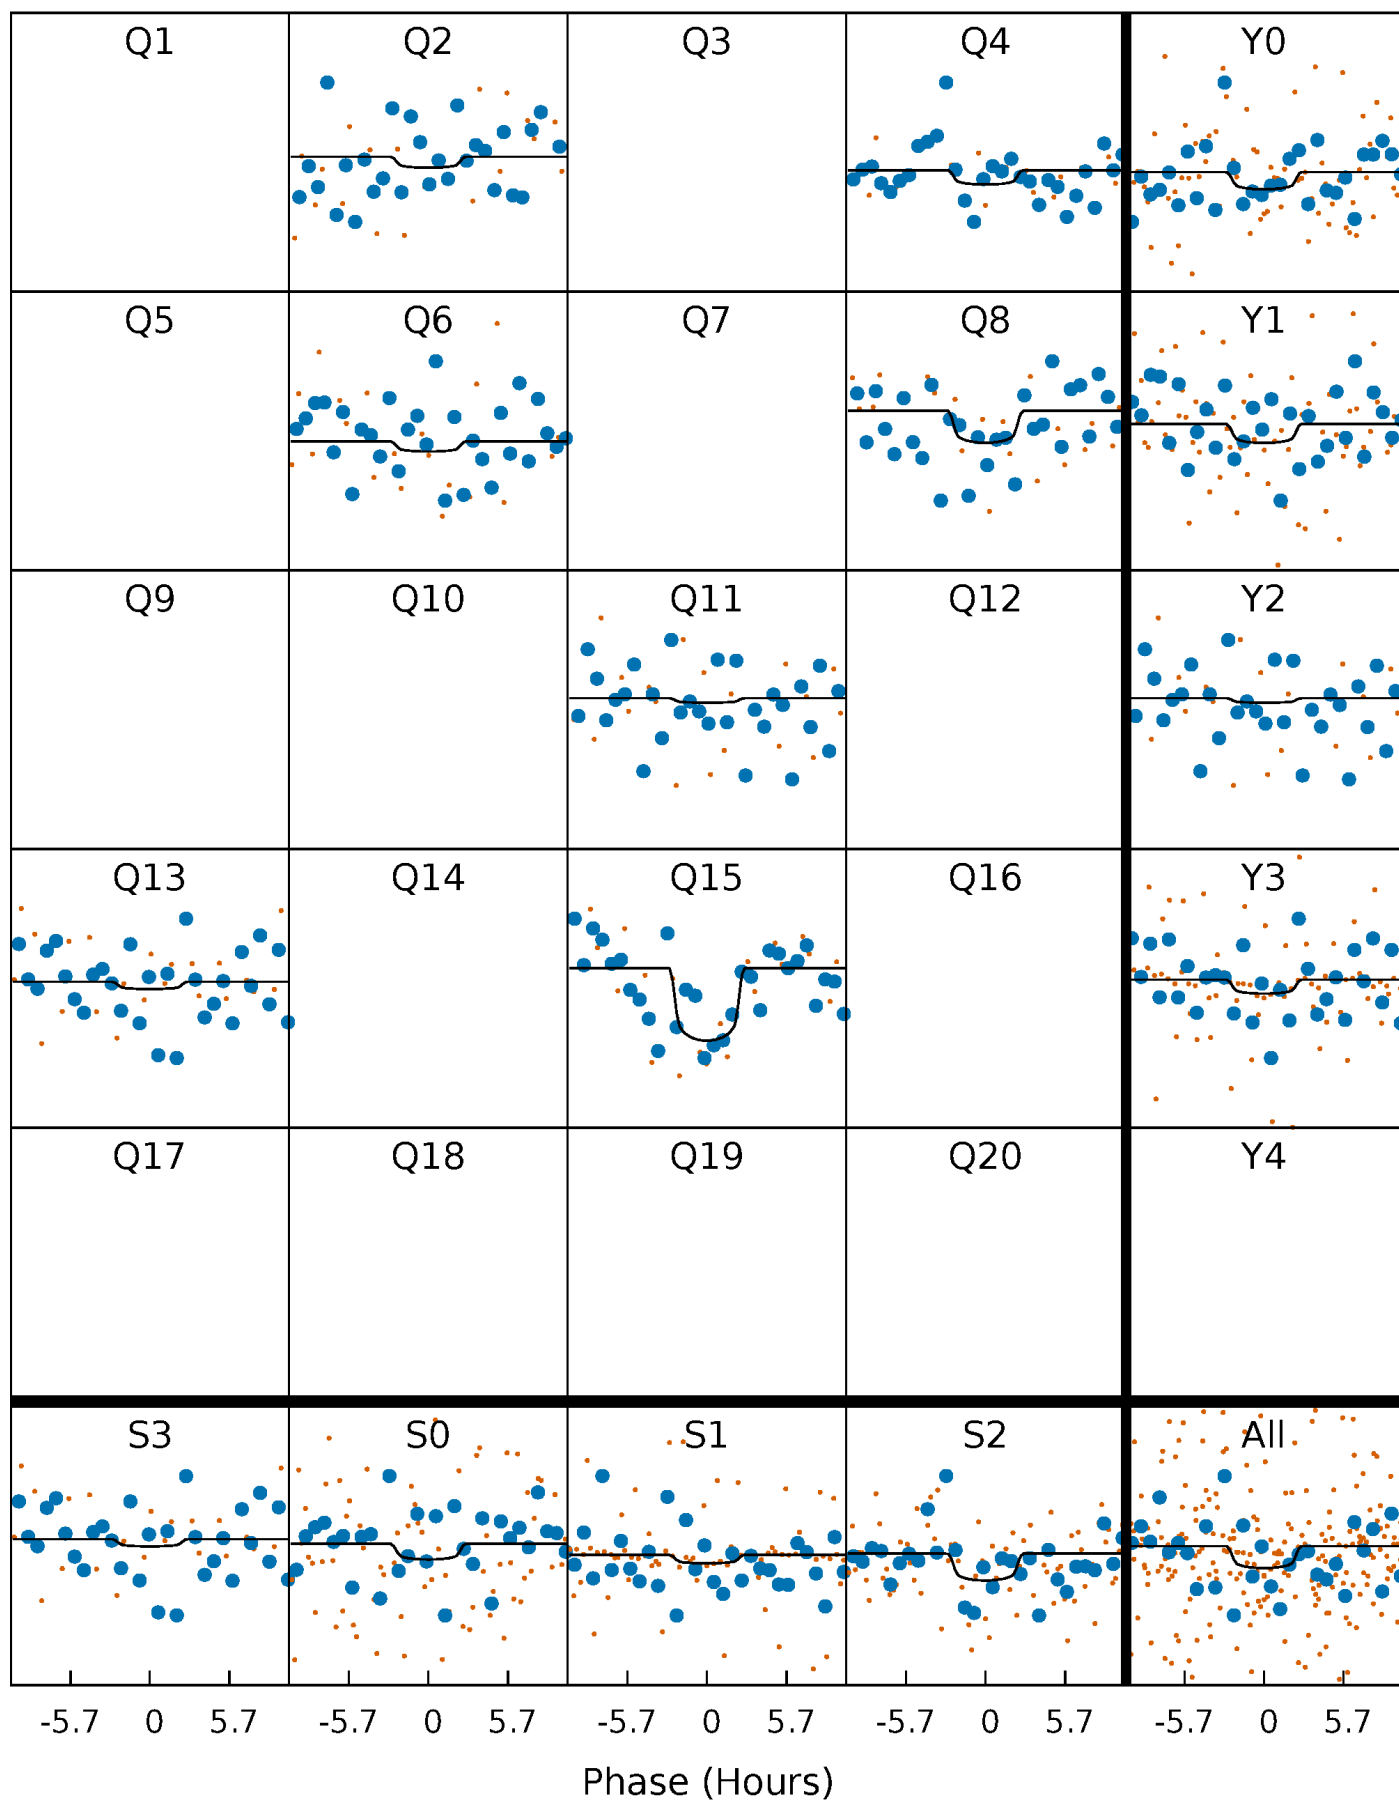 Q1 Q2 Q3 Q4 Y0
Q5 Q6 Q7 Q8 Y1
Q9 Q10 Q11 Q12 Y2
Q13 Q14 Q15 Q16 Y3
Q17 Q18 Q19 Q20 Y4
S3 S0 S1 S2 All
-5.7 0 5.7 -5.7 0 5.7 -5.7 0 5.7 -5.7 0 5.7 -5.7 0 5.7
Phase (Hours)